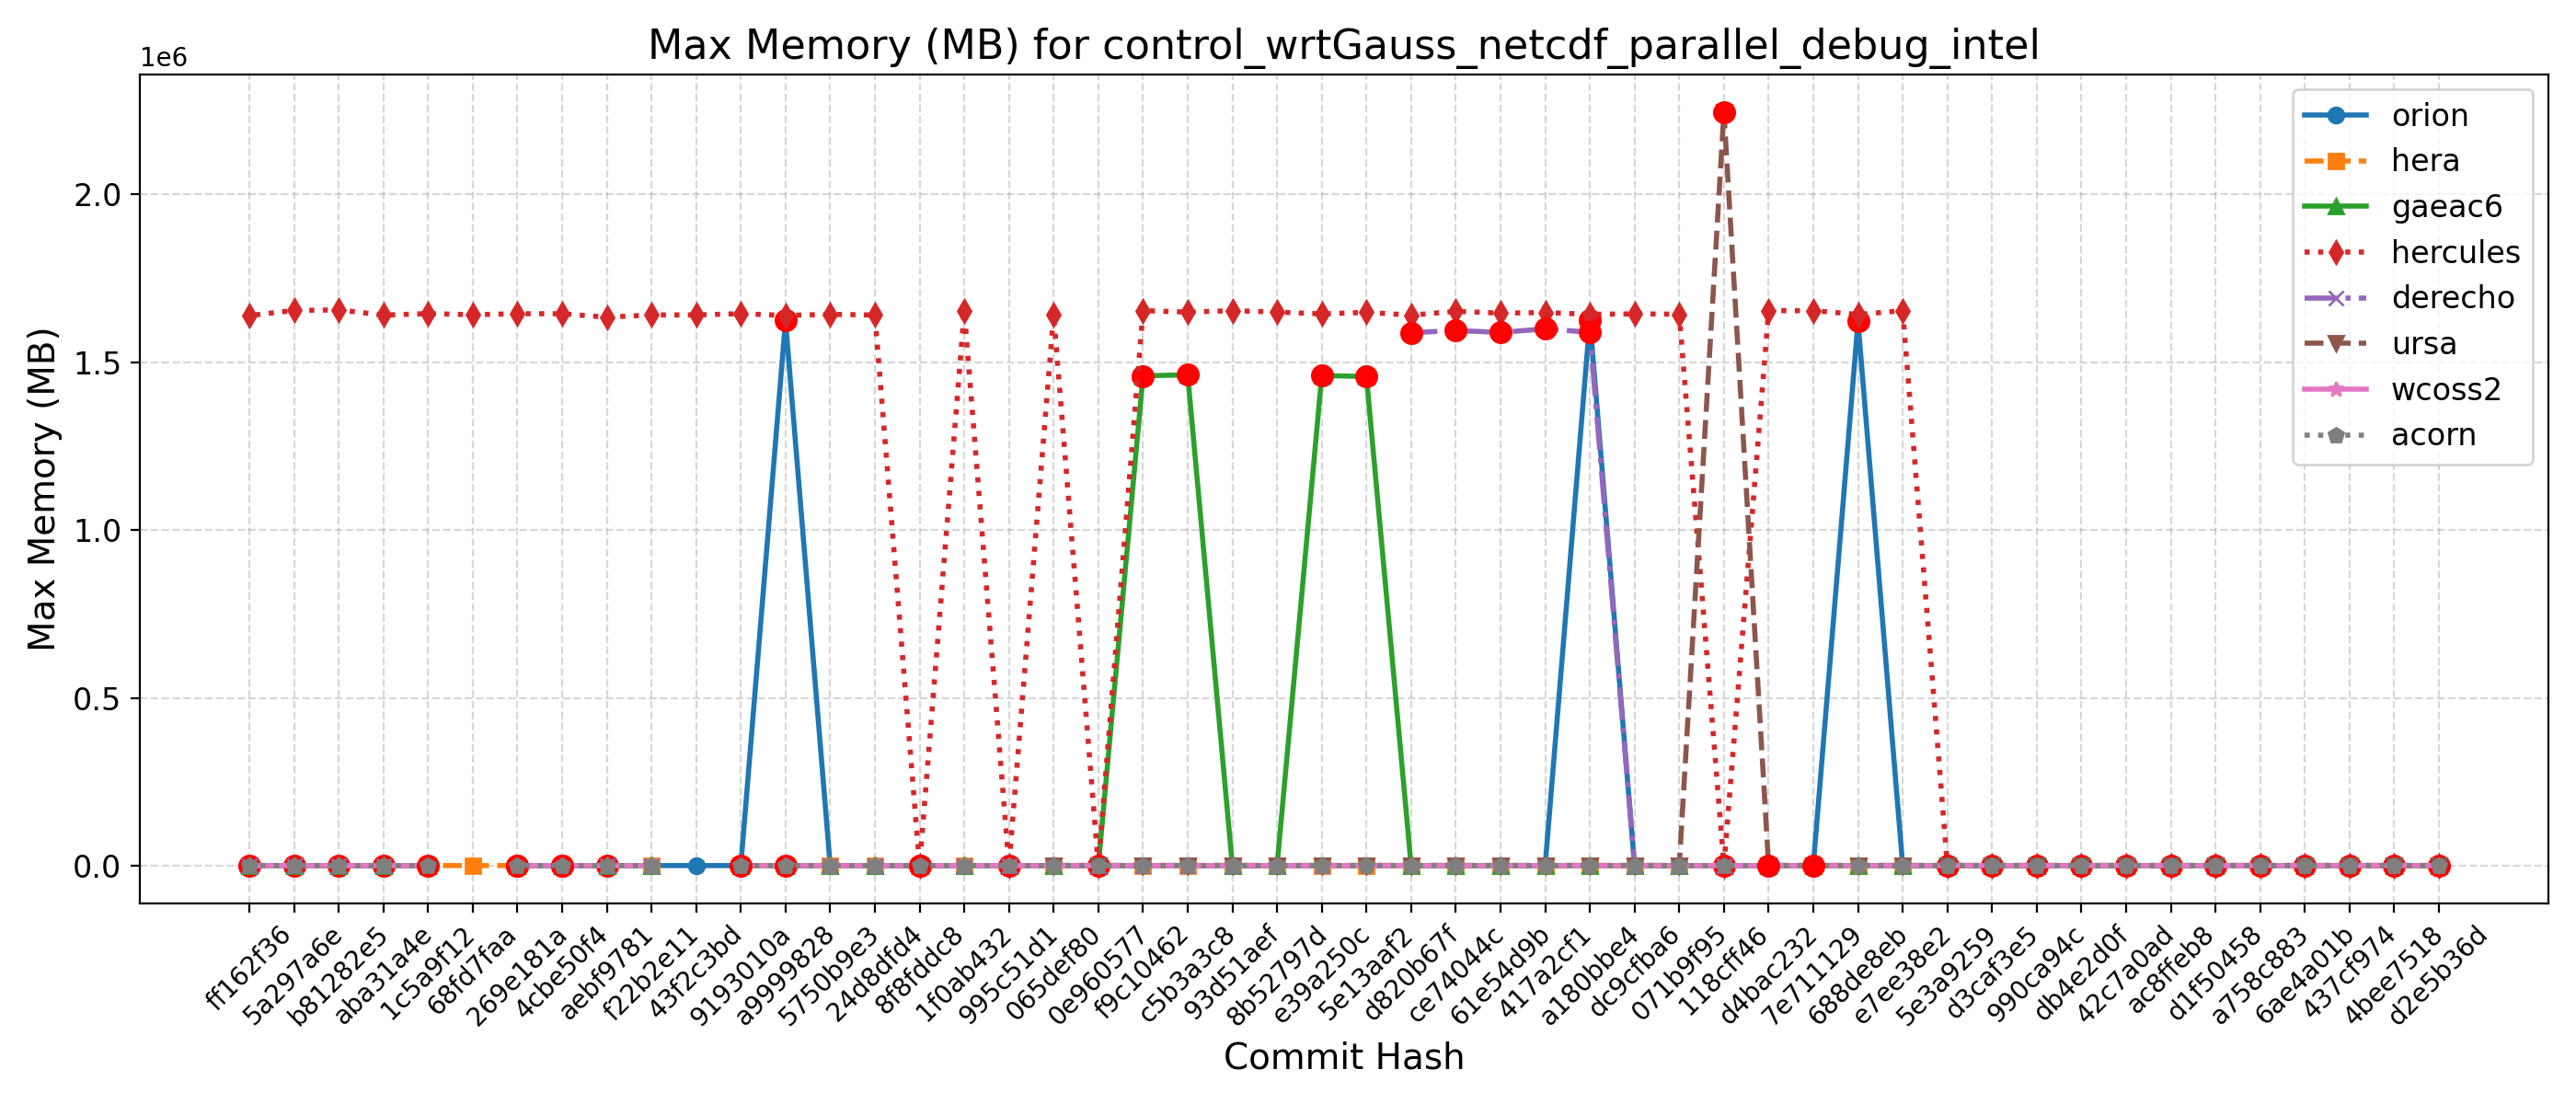 Max Memory (MB) for control_wrtGauss_netcdf_parallel_debug_intel
1e6
2.0
1.5
1.0
0.5
0.0
Max Memory (MB)
orion
hera
gaeac6
hercules
derecho
ursa
wcoss2
acorn
ff162f36
5a297a6e
b81282e5
aba31a4e
1c5a9f12
68fd7faa
269e181a
4cbe50f4
aebf9781
f22b2e11
43f2c3bd
9193010a
a9999828
5750b9e3
24d8dfd4
8f8fddc8
1f0ab432
995c51d1
065def80
0e960577
f9c10462
c5b3a3c8
93d51aef
8b52797d
e39a250c
5e13aaf2
d820b67f
ce74044c
61e54d9b
417a2cf1
a180bbe4
dc9cfba6
071b9f95
118cff46
d4bac232
7e711129
688de8eb
e7ee38e2
5e3a9259
d3caf3e5
990ca94c
db4e2d0f
42c7a0ad
ac8ffeb8
d1f50458
a758c883
6ae4a01b
437cf974
4bee7518
d2e5b36d
Commit Hash